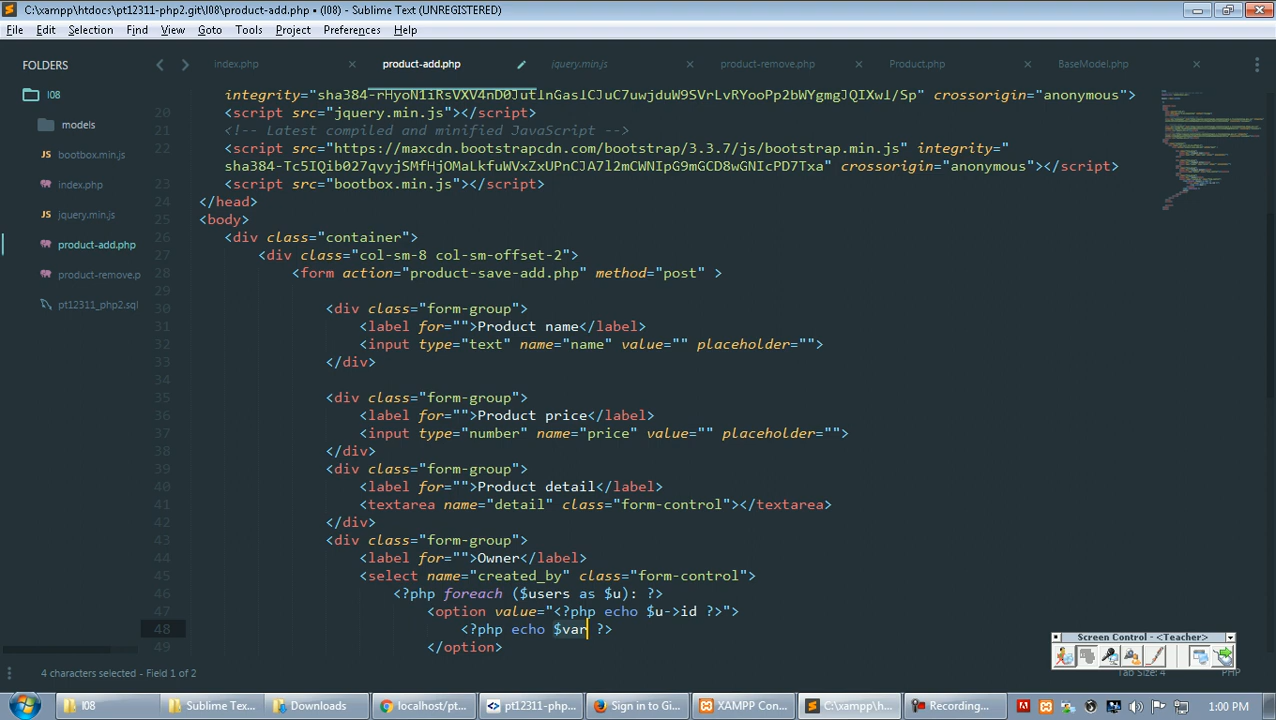 C:\xampp\htdocs\pt12311-php2.git\l08\product-add.php • (l08) - Sublime Text (UNREGISTERED)
File Edit Selection Find View Goto Tools Project Preferences Help
FOLDERS
l08
models
bootbox.min.js
index.php
jquery.min.js
product-add.php
product-remove.p
pt12311_php2.sql
index.php product-add.php jquery.min.js product-remove.php Product.php BaseModel.php
crossorigin="anonymous">
20 <script src="jquery.min.js"></script>
21 <!-- Latest compiled and minified JavaScript -->
22 <script src="https://maxcdn.bootstrapcdn.com/bootstrap/3.3.7/js/bootstrap.min.js" integrity="
crossorigin="anonymous"></script>
23 <script src="bootbox.min.js"></script>
24 </head>
25 <body>
26 <div class="container">
27 <div class="col-sm-8 col-sm-offset-2">
28 <form action="product-save-add.php" method="post" >
29
30 <div class="form-group">
31 <label for="">Product name</label>
32 <input type="text" name="name" value="" placeholder="">
33 </div>
34
35 <div class="form-group">
36 <label for="">Product price</label>
37 <input type="number" name="price" value="" placeholder="">
38 </div>
39 <div class="form-group">
40 <label for="">Product detail</label>
41 <textarea name="detail" class="form-control"></textarea>
42 </div>
43 <div class="form-group">
44 <label for="">Owner</label>
45 <select name="created_by" class="form-control">
46 <?php foreach ($users as $u): ?>
47 <option value="<?php echo $u->id ?>">
48 <?php echo $var ?>
49 </option>
Screen Control - <Teacher>
4 characters selected - Field 1 of 2
Tab Size: 4
PHP
l08
Sublime Tex...
Downloads
localhost/pt...
pt12311-php...
Sign in to Gi...
XAMPP Con...
C:\xampp\h...
Recording...
1:00 PM